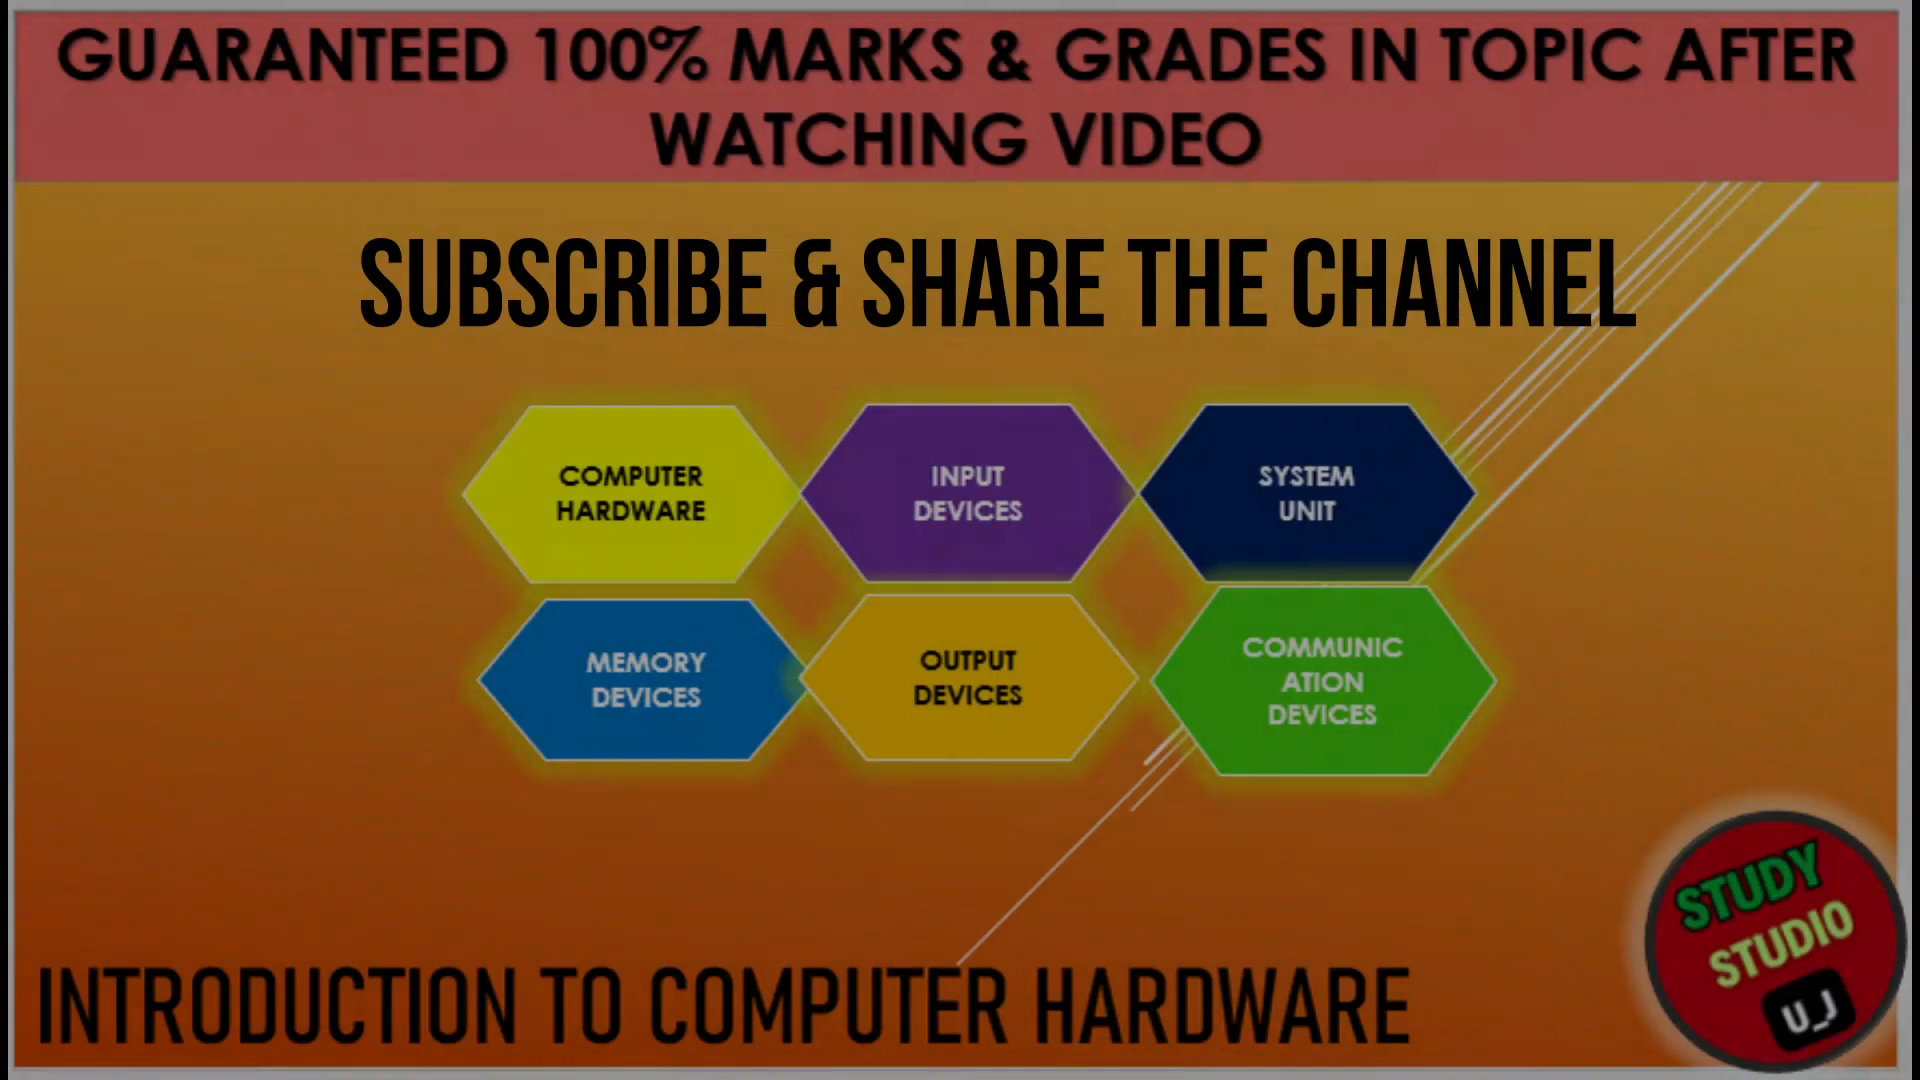 GUARANTEED 100% MARKS & GRADES IN TOPIC AFTER
WATCHING VIDEO
SUBSCRIBE & SHARE THE CHANNEL
COMPUTER
HARDWARE
INPUT
DEVICES
SYSTEM
UNIT
MEMORY
DEVICES
OUTPUT
DEVICES
COMMUNIC
ATION
DEVICES
INTRODUCTION TO COMPUTER HARDWARE
STUDY
STUDIO
U_J